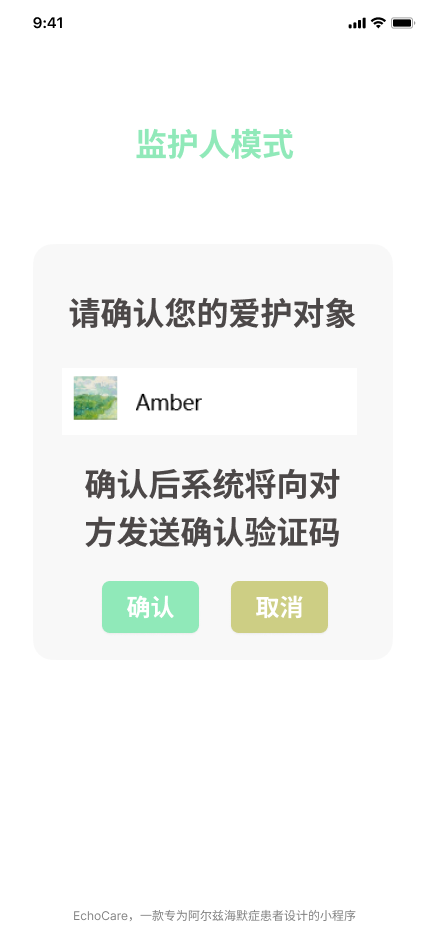 9:41
监护人模式
请确认您的爱护对象
Amber
确认后系统将向对
方发送确认验证码
确认
取消
EchoCare，一款专为阿尔兹海默症患者设计的小程序